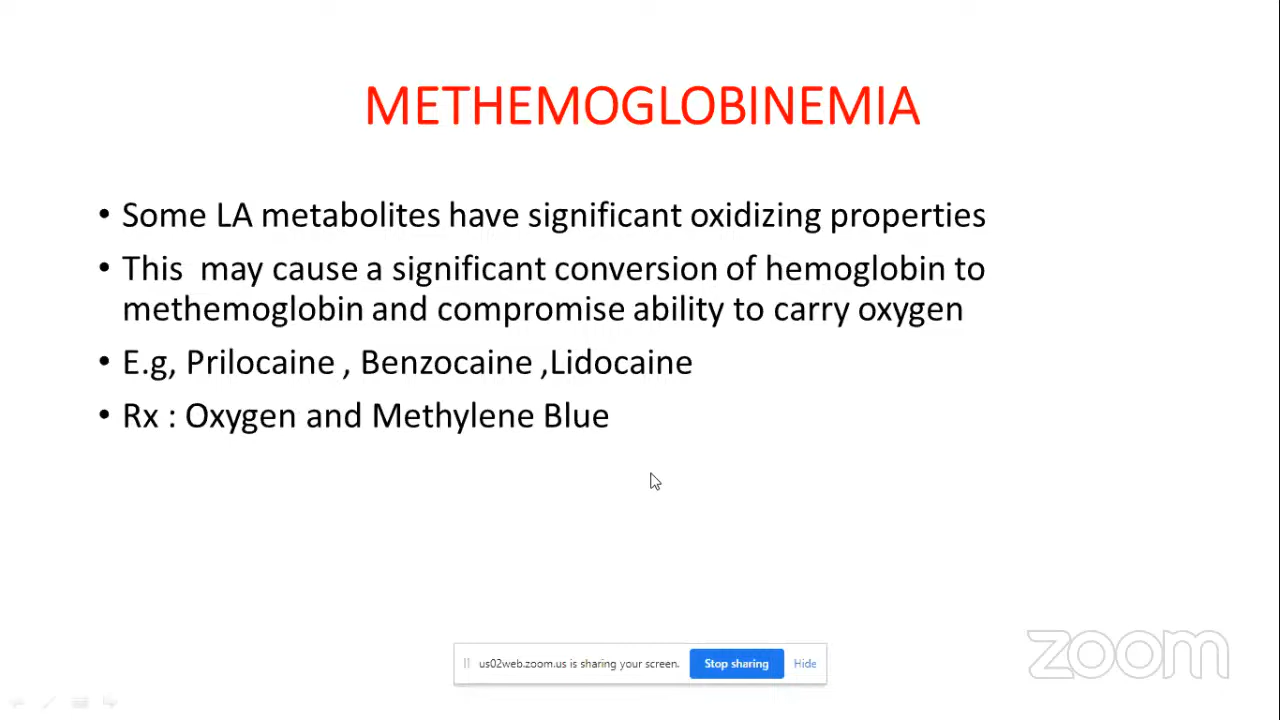 METHEMOGLOBINEMIA
• Some LA metabolites have significant oxidizing properties
• This  may cause a significant conversion of hemoglobin to
methemoglobin and compromise ability to carry oxygen
• E.g, Prilocaine , Benzocaine ,Lidocaine
• Rx : Oxygen and Methylene Blue
us02web.zoom.us is sharing your screen.
Stop sharing
Hide
zoom